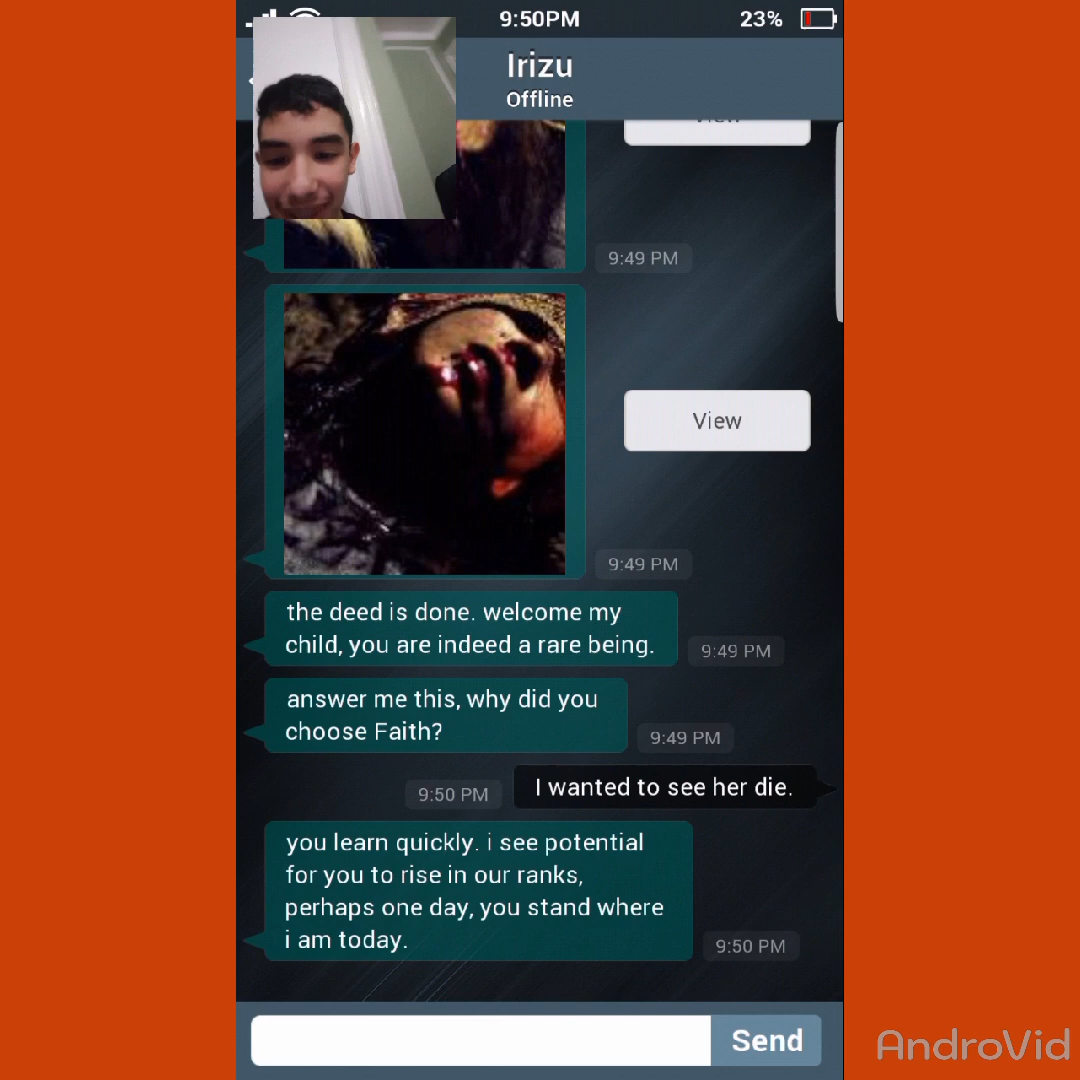 9:50PM
23%
Irizu
Offline
9:49 PM
View
9:49 PM
the deed is done. welcome my
child, you are indeed a rare being.
9:49 PM
answer me this, why did you
choose Faith?
9:49 PM
9:50 PM
I wanted to see her die.
you learn quickly. i see potential
for you to rise in our ranks,
perhaps one day, you stand where
i am today.
9:50 PM
Send
AndroVid